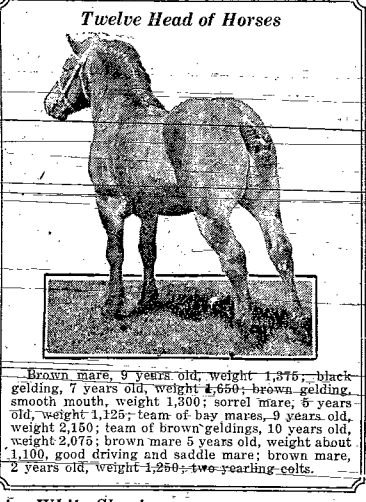 Twelve Head of Horses
Brown mare, 9 years old, weight 1,375; black
gelding, 7 years old, weight 1,650; brown gelding,
smooth mouth, weight 1,300; sorrel mare, 5 years
old, weight 1,125; team of bay mares, 9 years old,
weight 2,150; team of brown geldings, 10 years old,
weight 2,075; brown mare 5 years old, weight about
1,100, good driving and saddle mare; brown mare,
2 years old, weight 1,250; two yearling colts.